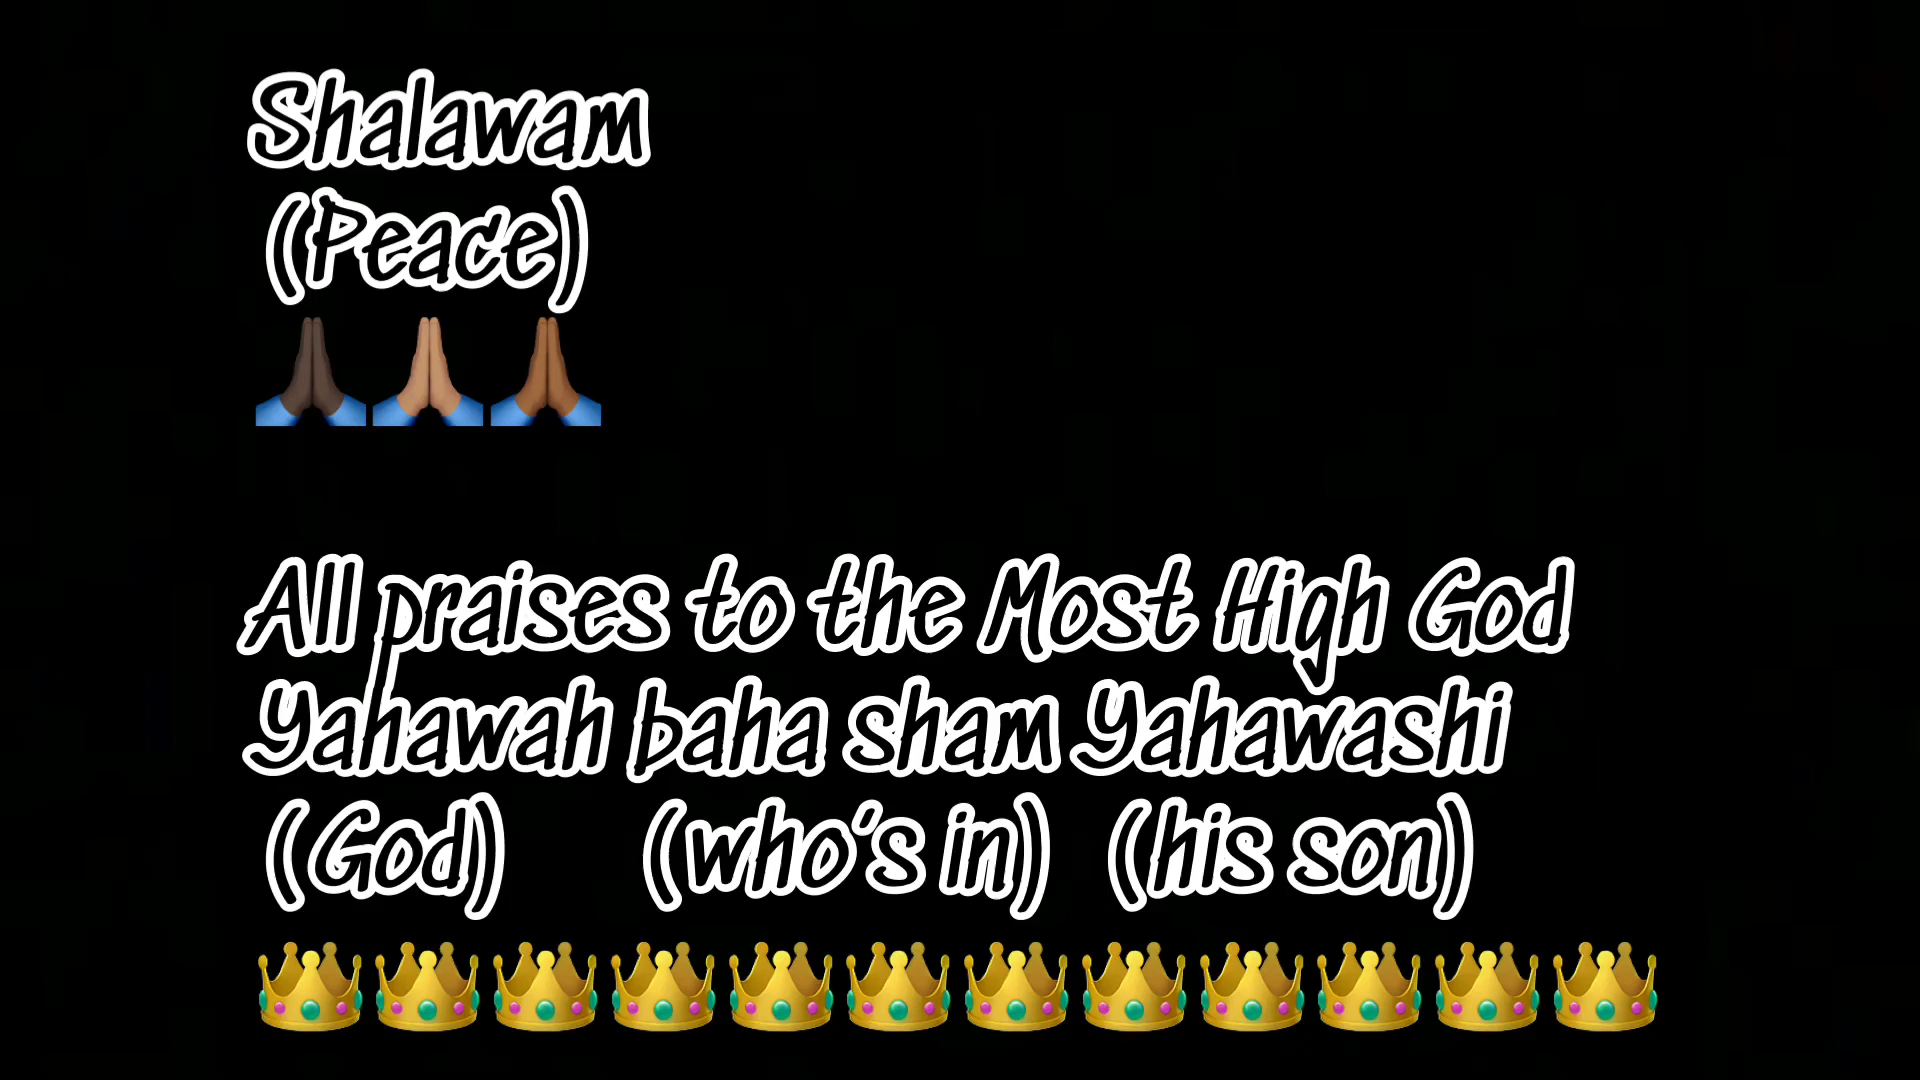 Shalawam
(Peace)
🙏🏿🙏🏽🙏🏾
All praises to the Most High God
Yahawah baha sham Yahawashi
(God) (who's in) (his son)
👑👑👑👑👑👑👑👑👑👑👑👑